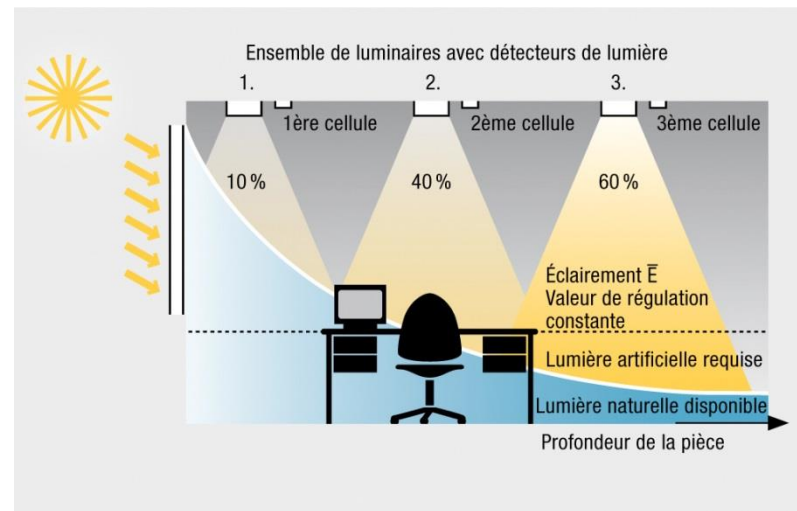 Ensemble de luminaires avec détecteurs de lumière
1. 2. 3.
1ère cellule 2ème cellule 3ème cellule
10 % 40 % 60 %
Éclairement E̅
Valeur de régulation
constante
Lumière artificielle requise
Lumière naturelle disponible
Profondeur de la pièce